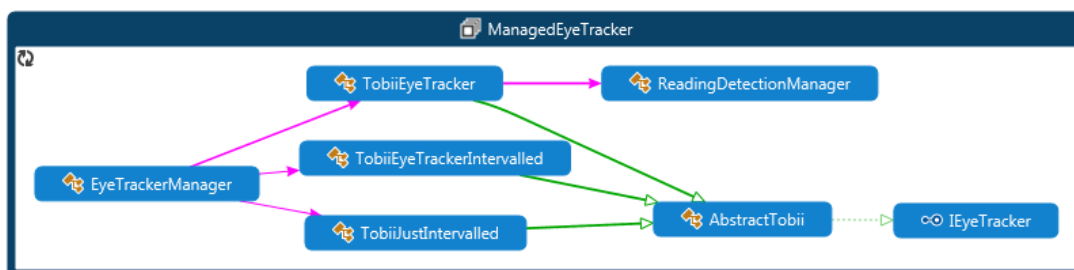 ManagedEyeTracker
TobiiEyeTracker
ReadingDetectionManager
TobiiEyeTrackerIntervalled
EyeTrackerManager
AbstractTobii
IEyeTracker
TobiiJustIntervalled